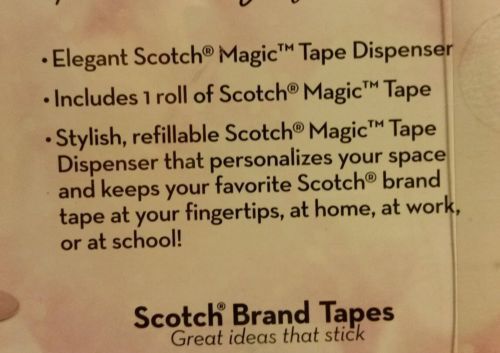 • Elegant Scotch® Magic™ Tape Dispenser
• Includes 1 roll of Scotch® Magic™ Tape
• Stylish, refillable Scotch® Magic™ Tape
Dispenser that personalizes your space
and keeps your favorite Scotch® brand
tape at your fingertips, at home, at work,
or at school!
Scotch® Brand Tapes
Great ideas that stick